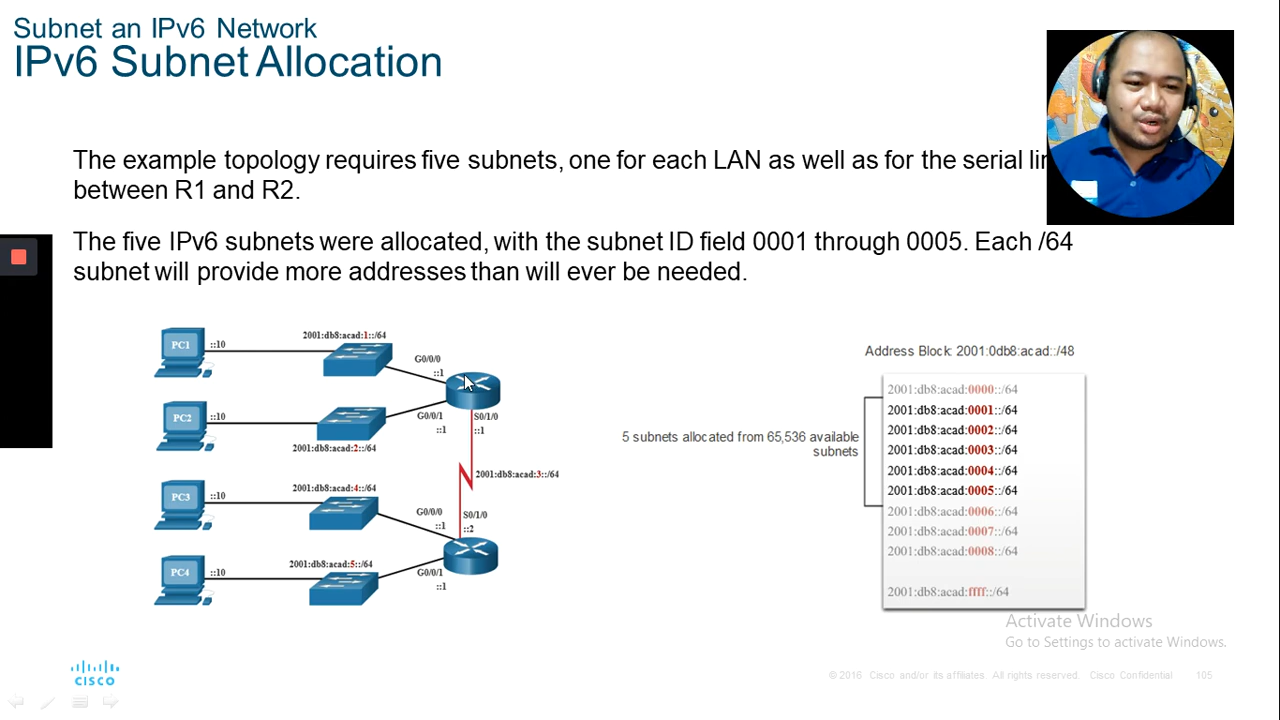 Subnet an IPv6 Network
IPv6 Subnet Allocation
The example topology requires five subnets, one for each LAN as well as for the serial
between R1 and R2.
The five IPv6 subnets were allocated, with the subnet ID field 0001 through 0005. Each /64
subnet will provide more addresses than will ever be needed.
PC1
::10
2001:db8:acad:1::/64
G0/0/0
::1
PC2
::10
2001:db8:acad:2::/64
G0/0/1
::1
S0/1/0
::1
2001:db8:acad:3::/64
PC3
::10
2001:db8:acad:4::/64
G0/0/0
::1
S0/1/0
::2
PC4
::10
2001:db8:acad:5::/64
G0/0/1
::1
Address Block: 2001:0db8:acad::/48
5 subnets allocated from 65,536 available
subnets
2001:db8:acad:0000::/64
2001:db8:acad:0001::/64
2001:db8:acad:0002::/64
2001:db8:acad:0003::/64
2001:db8:acad:0004::/64
2001:db8:acad:0005::/64
2001:db8:acad:0006::/64
2001:db8:acad:0007::/64
2001:db8:acad:0008::/64
2001:db8:acad:ffff::/64
Activate Windows
Go to Settings to activate Windows.
CISCO
© 2016 Cisco and/or its affiliates. All rights reserved. Cisco Confidential 105